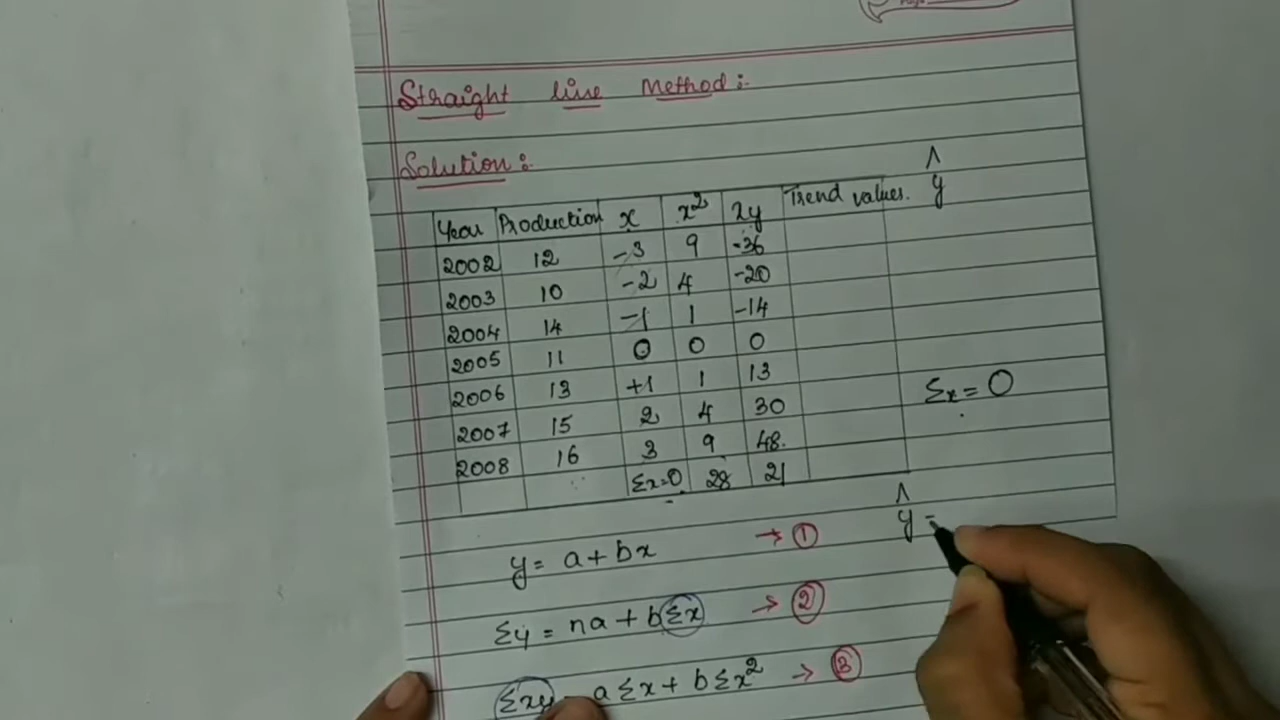 Straight line Method:
Solution:
Year Production x x² xy Trend values. ŷ
2002 12 -3 9 -36
2003 10 -2 4 -20
2004 14 -1 1 -14
2005 11 0 0 0
2006 13 +1 1 13
2007 15 2 4 30
2008 16 3 9 48.
Σx=0 28 21
Σx = 0
y = a + bx → ①
ŷ =
Σy = na + bΣx → ②
Σxy = aΣx + bΣx² → ③